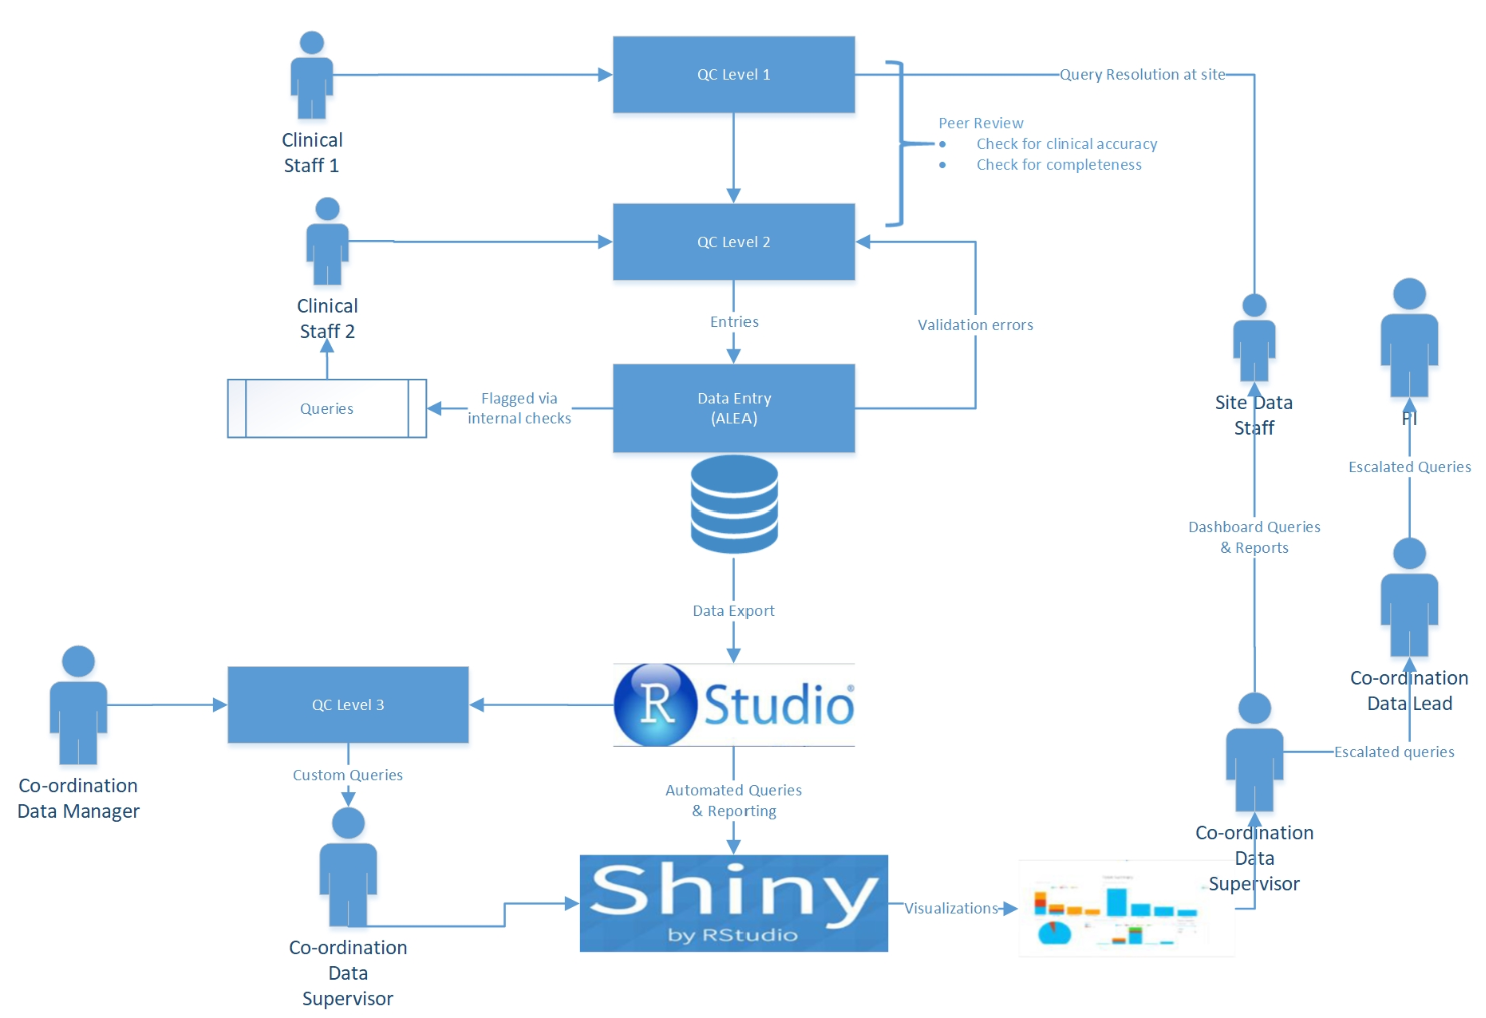 QC Level 1
Query Resolution at site
Clinical
Staff 1
Peer Review
• Check for clinical accuracy
• Check for completeness
QC Level 2
Clinical
Staff 2
Entries
Validation errors
Queries
Flagged via
internal checks
Data Entry
(ALEA)
Site Data
Staff
PI
Escalated Queries
Dashboard Queries
& Reports
Data Export
R Studio®
QC Level 3
Co-ordination
Data Lead
Co-ordination
Data Manager
Custom Queries
Automated Queries
& Reporting
Escalated queries
Co-ordination
Data
Supervisor
Shiny
by RStudio
Visualizations
Co-ordination
Data
Supervisor